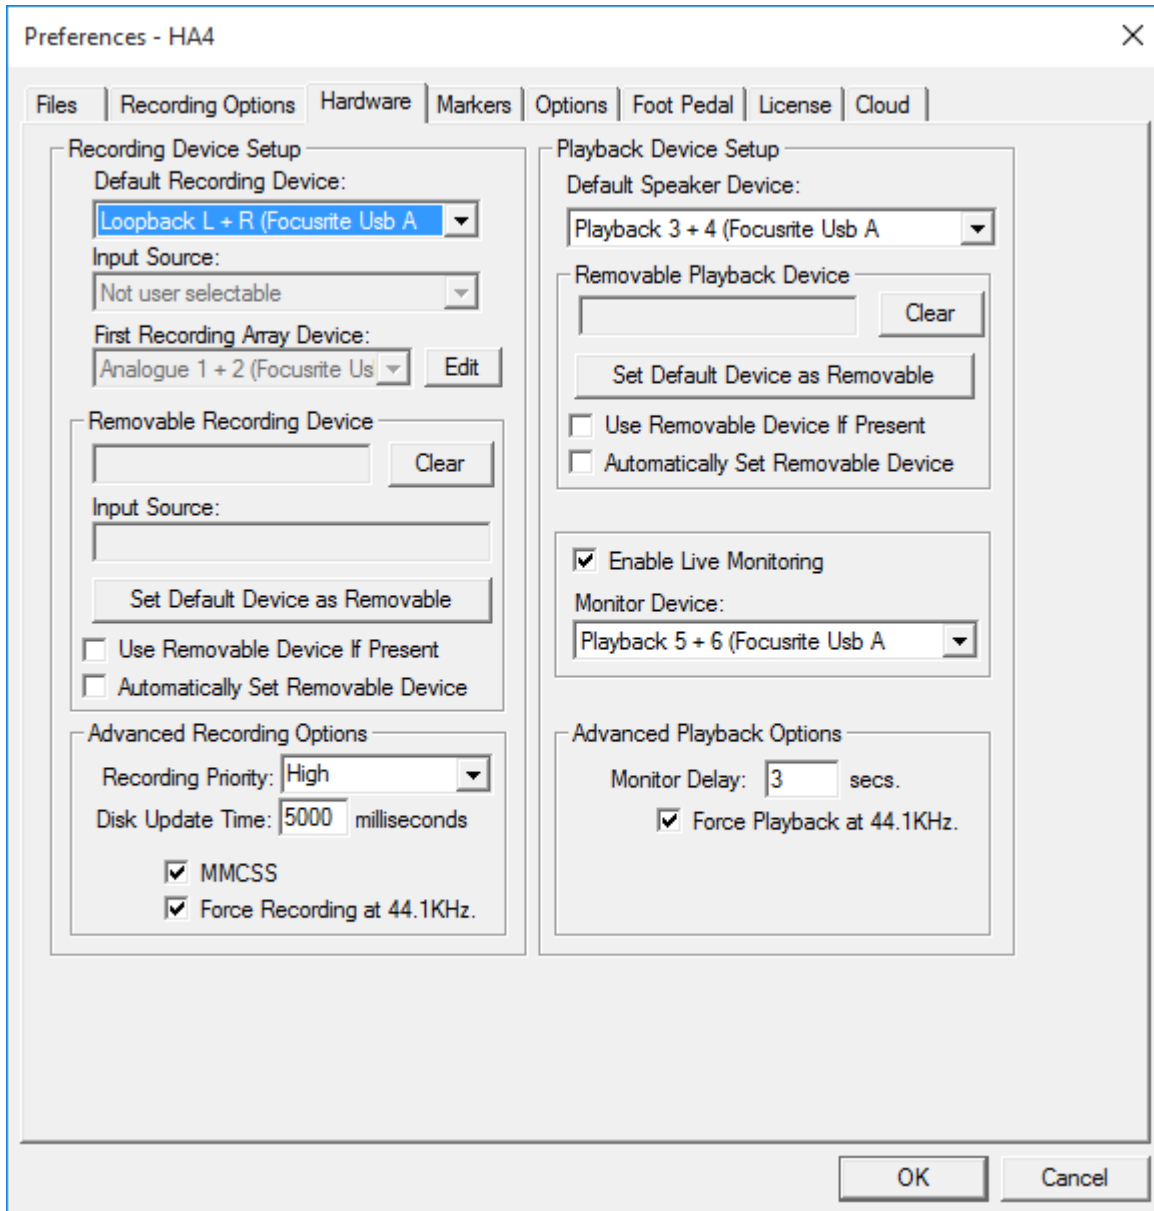 Preferences - HA4
Files Recording Options Hardware Markers Options Foot Pedal License Cloud
Recording Device Setup
Default Recording Device:
Loopback L + R (Focusrite Usb A
Input Source:
Not user selectable
First Recording Array Device:
Analogue 1 + 2 (Focusrite Us
Edit
Removable Recording Device
Clear
Input Source:
Set Default Device as Removable
Use Removable Device If Present
Automatically Set Removable Device
Advanced Recording Options
Recording Priority: High
Disk Update Time: 5000 milliseconds
MMCSS
Force Recording at 44.1KHz.
Playback Device Setup
Default Speaker Device:
Playback 3 + 4 (Focusrite Usb A
Removable Playback Device
Clear
Set Default Device as Removable
Use Removable Device If Present
Automatically Set Removable Device
Enable Live Monitoring
Monitor Device:
Playback 5 + 6 (Focusrite Usb A
Advanced Playback Options
Monitor Delay: 3 secs.
Force Playback at 44.1KHz.
OK Cancel